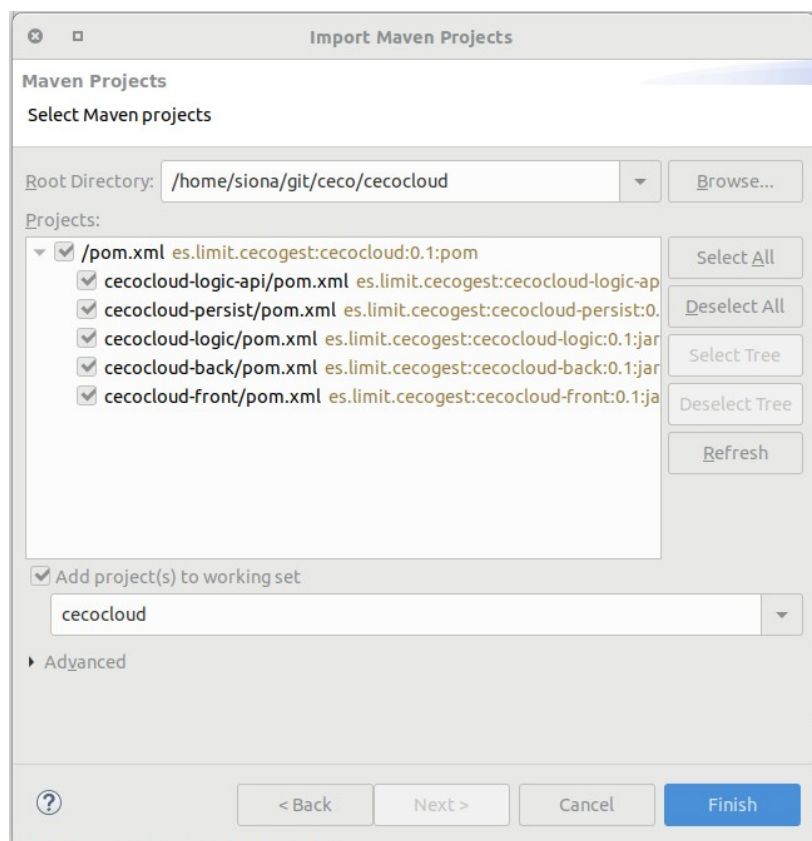 Import Maven Projects
Maven Projects
Select Maven projects
Root Directory: /home/siona/git/ceco/cecocloud Browse...
Projects:
/pom.xml es.limit.cecogest:cecocloud:0.1:pom
cecocloud-logic-api/pom.xml es.limit.cecogest:cecocloud-logic-ap
cecocloud-persist/pom.xml es.limit.cecogest:cecocloud-persist:0.
cecocloud-logic/pom.xml es.limit.cecogest:cecocloud-logic:0.1:jar
cecocloud-back/pom.xml es.limit.cecogest:cecocloud-back:0.1:jar
cecocloud-front/pom.xml es.limit.cecogest:cecocloud-front:0.1:ja
Select All
Deselect All
Select Tree
Deselect Tree
Refresh
Add project(s) to working set
cecocloud
Advanced
? < Back Next > Cancel Finish